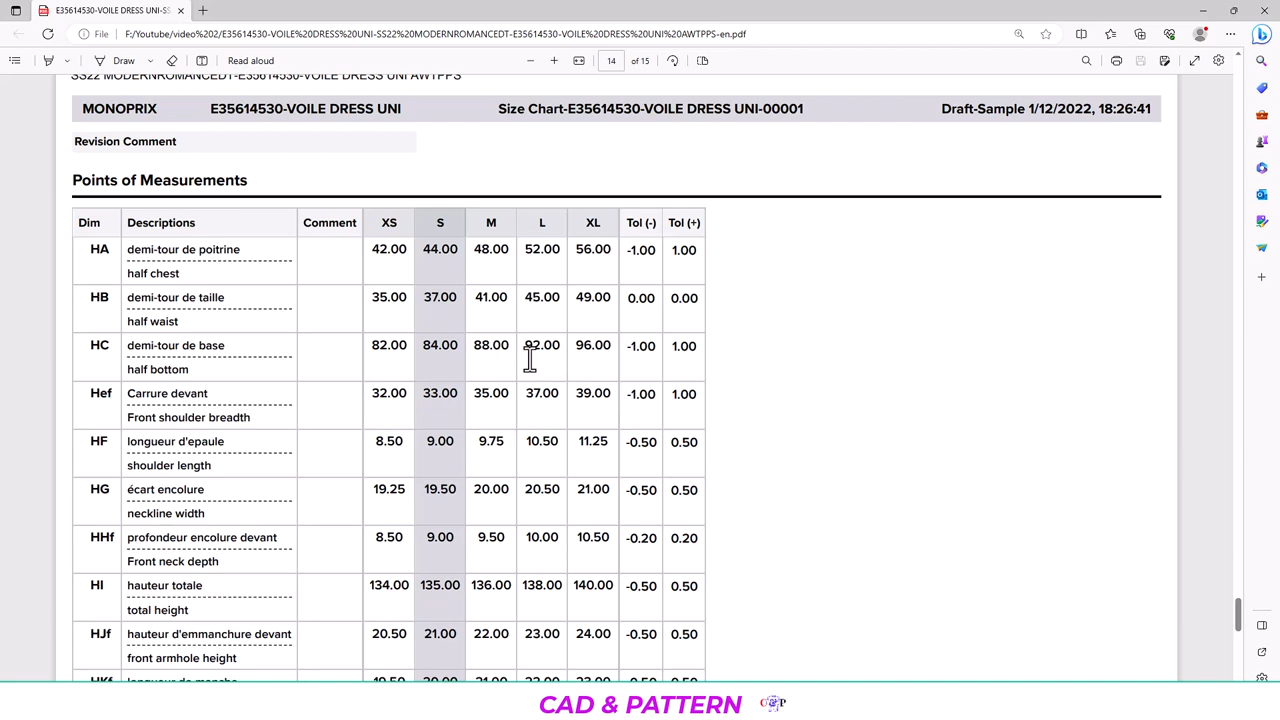 E35614530-VOILE DRESS UNI-SS
File F:/Youtube/video%202/E35614530-VOILE%20DRESS%20UNI-SS22%20MODERNROMANCEDT-E35614530-VOILE%20DRESS%20UNI%20AWTPPS-en.pdf
Draw Read aloud 14 of 15
SS22 MODERNROMANCEDT-E35614530-VOILE DRESS UNI AWTPPS
MONOPRIX E35614530-VOILE DRESS UNI Size Chart-E35614530-VOILE DRESS UNI-00001 Draft-Sample 1/12/2022, 18:26:41
Revision Comment
Points of Measurements
Dim Descriptions Comment XS S M L XL Tol (-) Tol (+)
HA demi-tour de poitrine 42.00 44.00 48.00 52.00 56.00 -1.00 1.00
half chest
HB demi-tour de taille 35.00 37.00 41.00 45.00 49.00 0.00 0.00
half waist
HC demi-tour de base 82.00 84.00 88.00 92.00 96.00 -1.00 1.00
half bottom
Hef Carrure devant 32.00 33.00 35.00 37.00 39.00 -1.00 1.00
Front shoulder breadth
HF longueur d'epaule 8.50 9.00 9.75 10.50 11.25 -0.50 0.50
shoulder length
HG écart encolure 19.25 19.50 20.00 20.50 21.00 -0.50 0.50
neckline width
HHf profondeur encolure devant 8.50 9.00 9.50 10.00 10.50 -0.20 0.20
Front neck depth
HI hauteur totale 134.00 135.00 136.00 138.00 140.00 -0.50 0.50
total height
HJf hauteur d'emmanchure devant 20.50 21.00 22.00 23.00 24.00 -0.50 0.50
front armhole height
CAD & PATTERN C&P